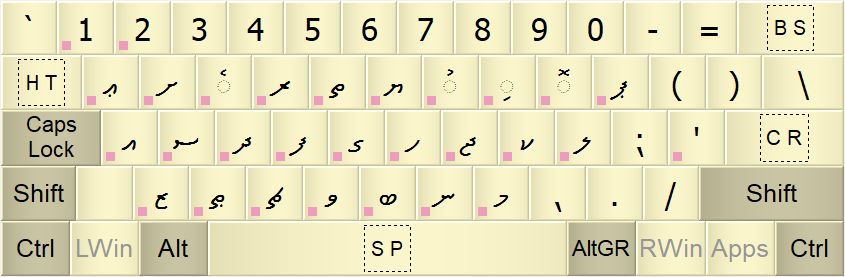 ` 1 2 3 4 5 6 7 8 9 0 - = BS
HT ޢ ށ ެ ރ ތ ޔ ު ި ޮ ޕ ( ) \
Caps Lock އ ސ ދ ފ ގ ހ ޖ ކ ލ ؛ ' CR
Shift ޒ ޠ ޗ ވ ބ ނ މ ، . / Shift
Ctrl LWin Alt SP AltGR RWin Apps Ctrl